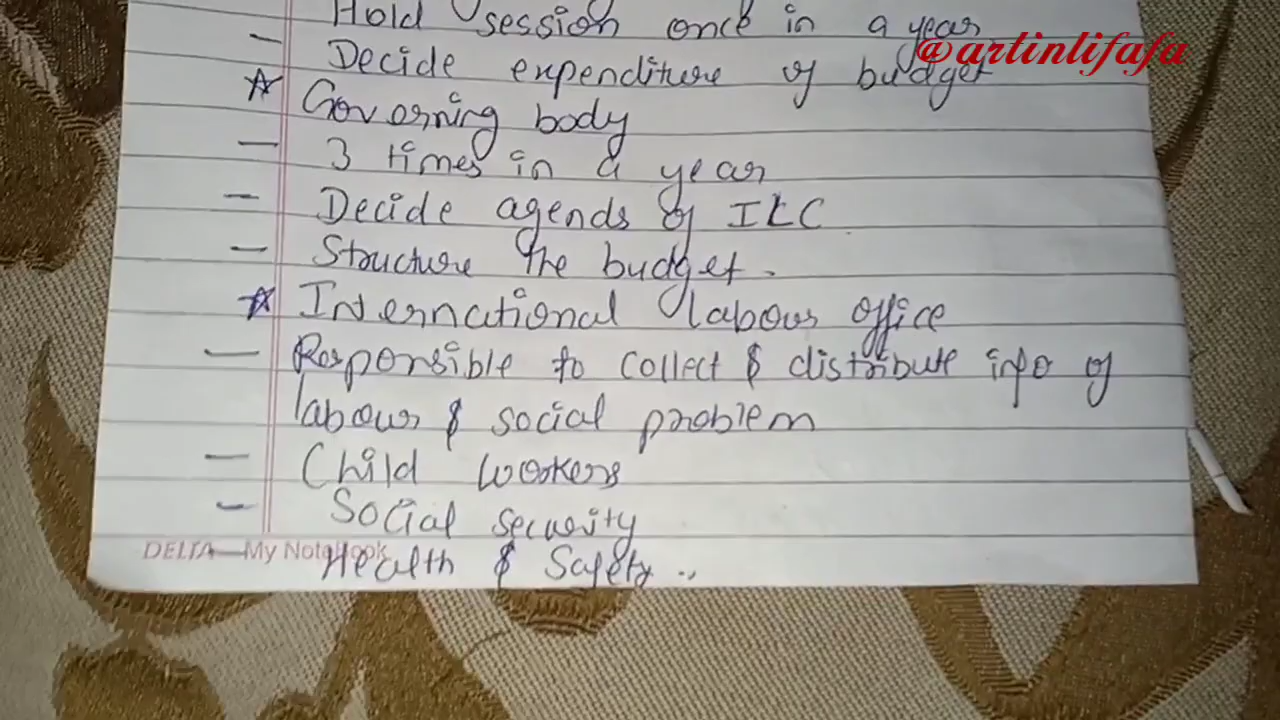 Hold session once in a year
@artinlifafa
Decide expenditure of budget
Governing body
3 times in a year
Decide agends of ILC
Structure the budget.
International labour office
Responsible to collect & distribute info of
labour & social problem
Child workers
Social security
DELTA—My NoteBook
Health & Safety..